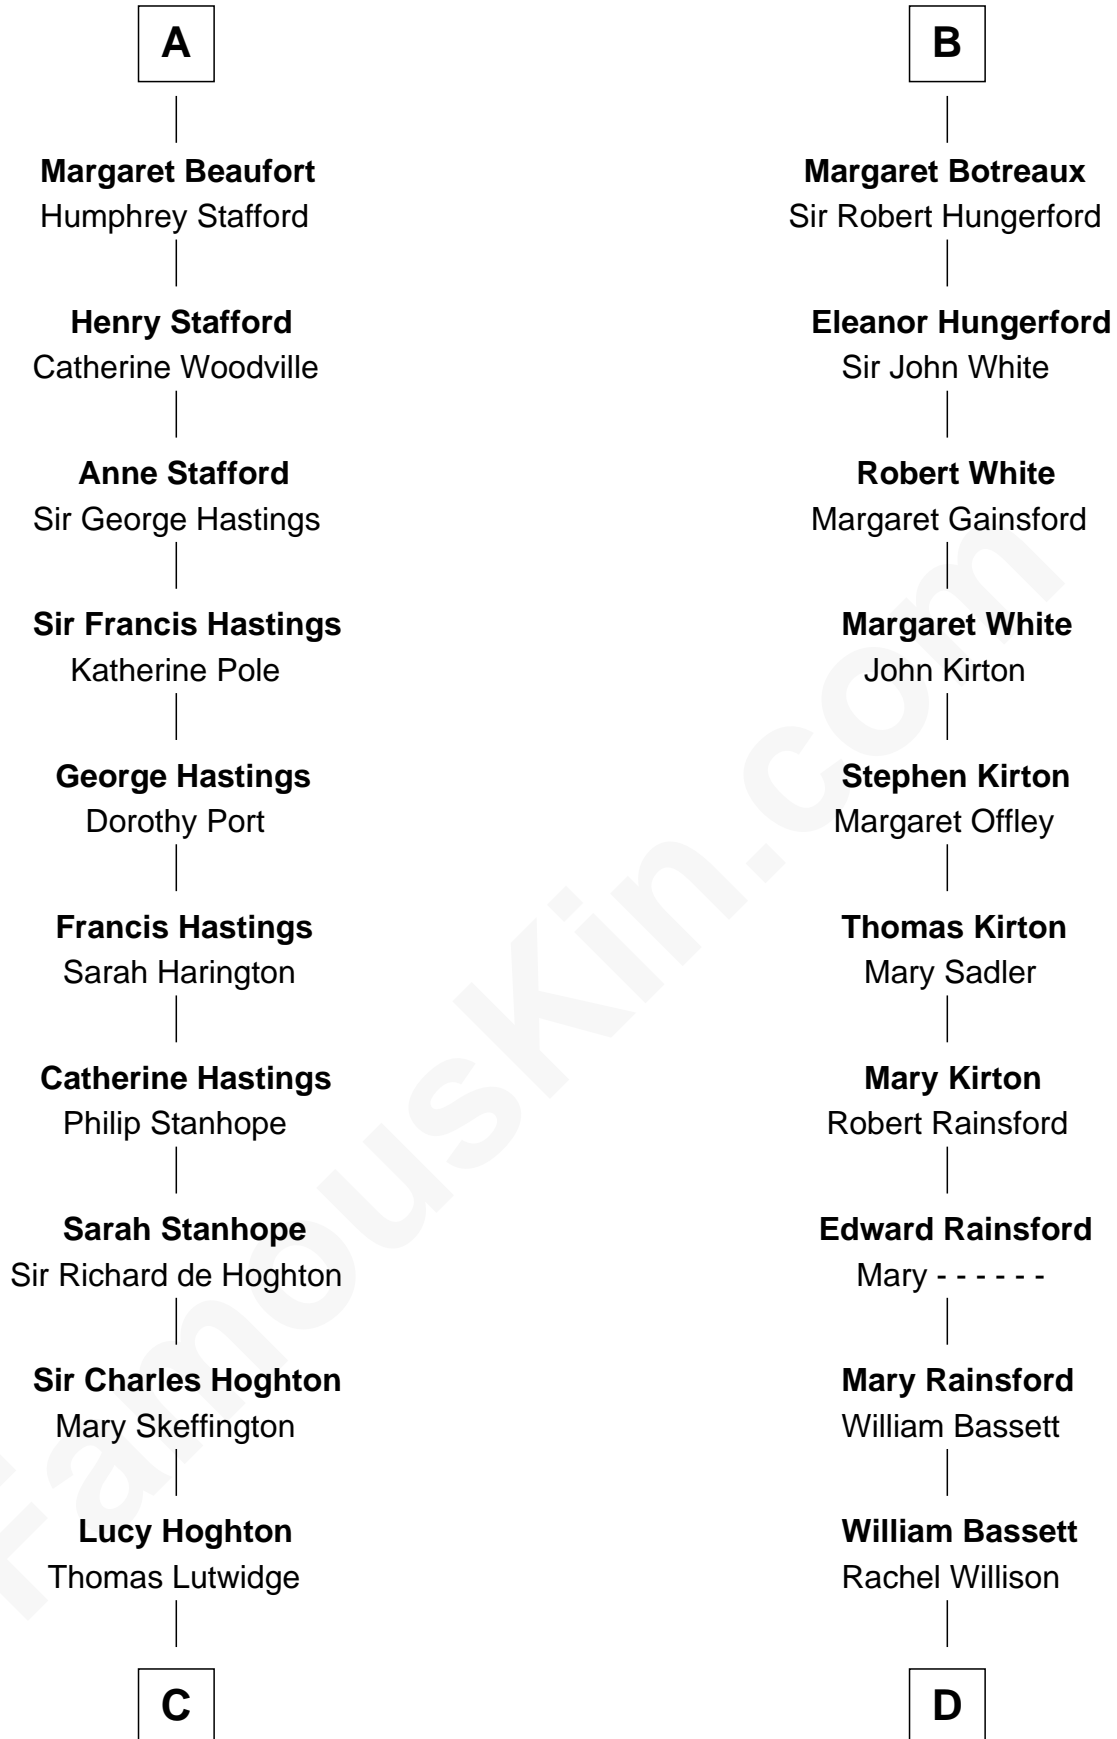 A
Margaret Beaufort
Humphrey Stafford
Henry Stafford
Catherine Woodville
Anne Stafford
Sir George Hastings
Sir Francis Hastings
Katherine Pole
George Hastings
Dorothy Port
Francis Hastings
Sarah Harington
Catherine Hastings
Philip Stanhope
Sarah Stanhope
Sir Richard de Hoghton
Sir Charles Hoghton
Mary Skeffington
Lucy Hoghton
Thomas Lutwidge
C
B
Margaret Botreaux
Sir Robert Hungerford
Eleanor Hungerford
Sir John White
Robert White
Margaret Gainsford
Margaret White
John Kirton
Stephen Kirton
Margaret Offley
Thomas Kirton
Mary Sadler
Mary Kirton
Robert Rainsford
Edward Rainsford
Mary - - - - - -
Mary Rainsford
William Bassett
William Bassett
Rachel Willison
D
FamousKin.com